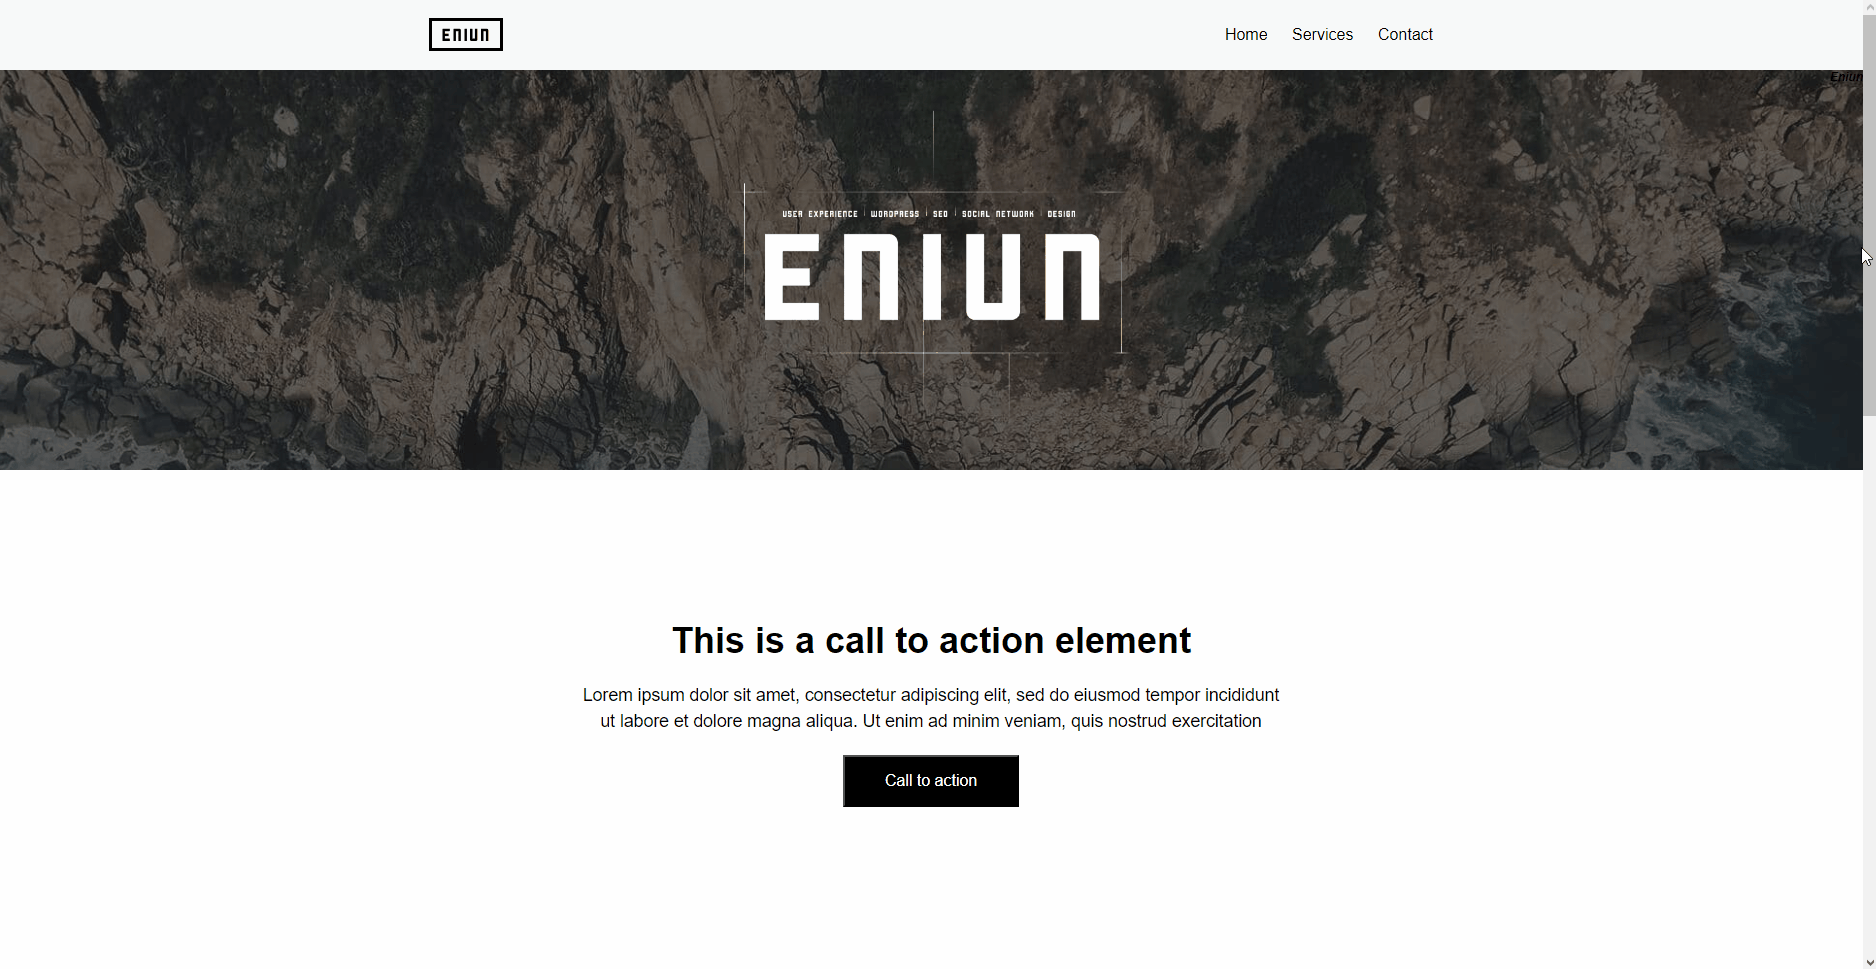 ENIUN
Home Services Contact
Eniun
USER EXPERIENCE | WORDPRESS | SEO | SOCIAL NETWORK | DESIGN
ENIUN
This is a call to action element
Lorem ipsum dolor sit amet, consectetur adipiscing elit, sed do eiusmod tempor incididunt
ut labore et dolore magna aliqua. Ut enim ad minim veniam, quis nostrud exercitation
Call to action